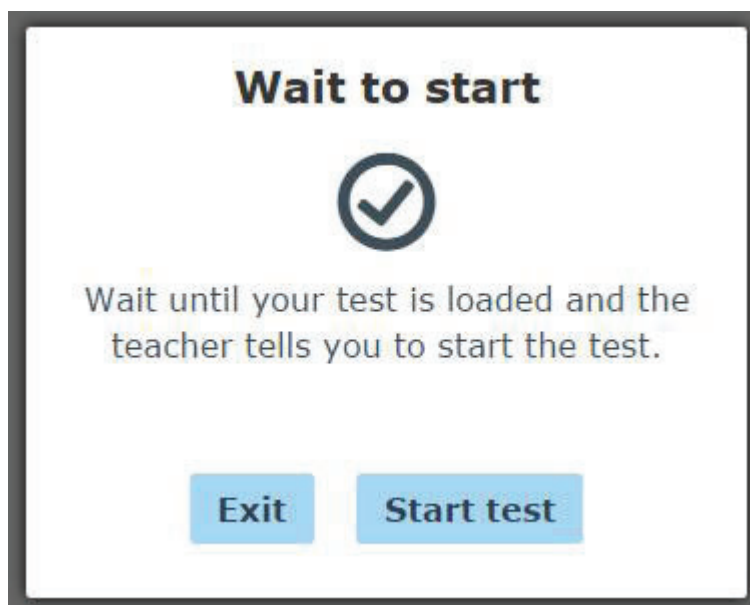 Wait to start
Wait until your test is loaded and the
teacher tells you to start the test.
Exit
Start test